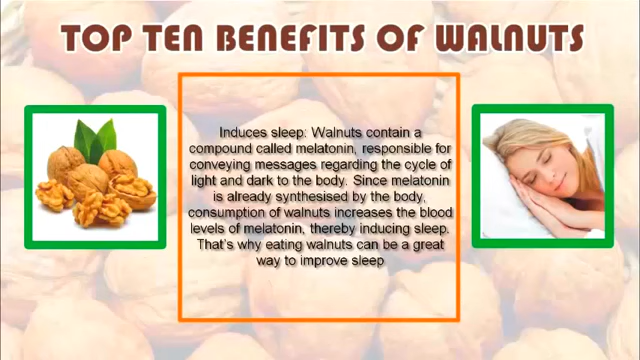 TOP TEN BENEFITS OF WALNUTS
Induces sleep: Walnuts contain a
compound called melatonin, responsible for
conveying messages regarding the cycle of
light and dark to the body. Since melatonin
is already synthesised by the body,
consumption of walnuts increases the blood
levels of melatonin, thereby inducing sleep.
That's why eating walnuts can be a great
way to improve sleep